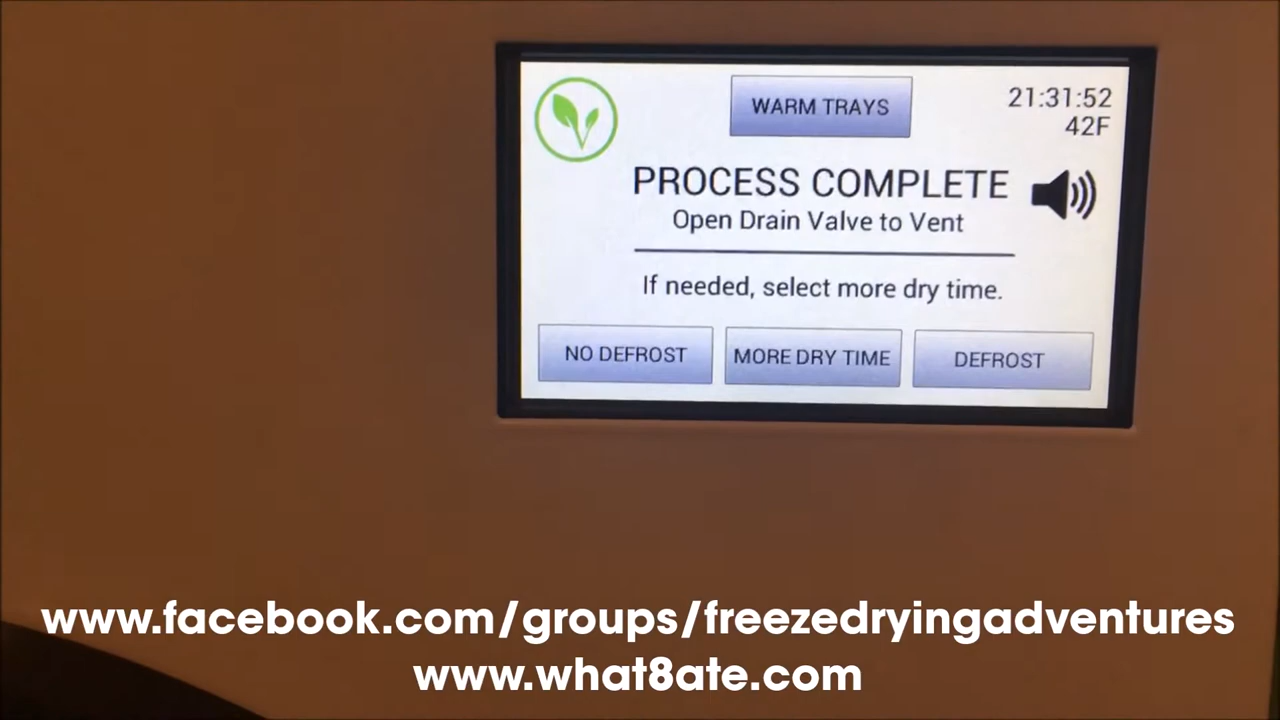 WARM TRAYS
21:31:52
42F
PROCESS COMPLETE
Open Drain Valve to Vent
If needed, select more dry time.
NO DEFROST
MORE DRY TIME
DEFROST
www.facebook.com/groups/freezedryingadventures
www.what8ate.com